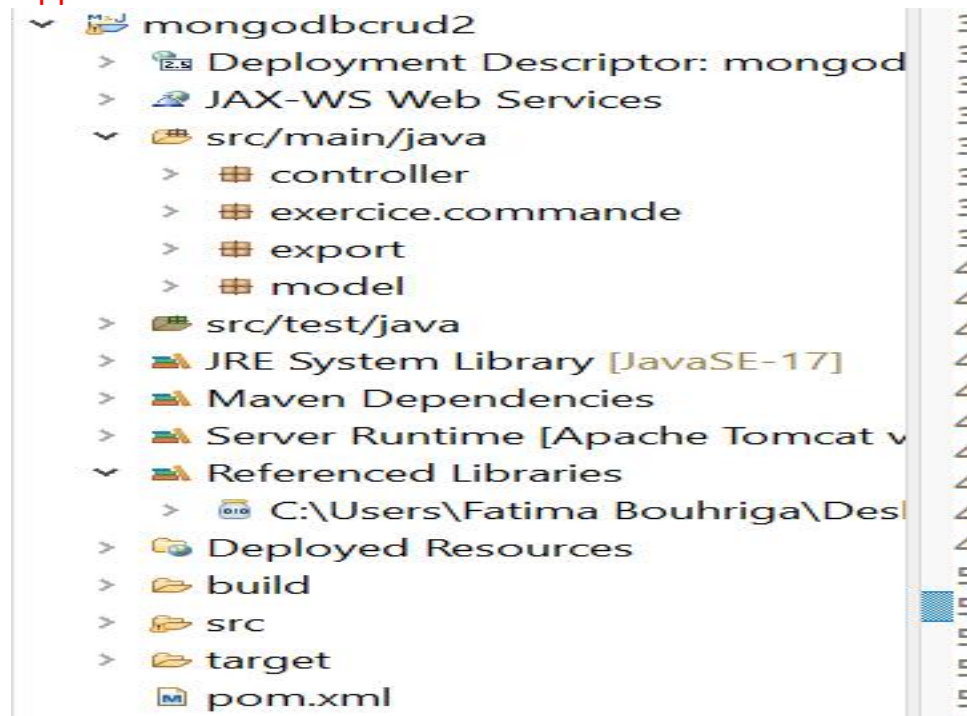 mongodbcrud2
Deployment Descriptor: mongod
JAX-WS Web Services
src/main/java
controller
exercice.commande
export
model
src/test/java
JRE System Library [JavaSE-17]
Maven Dependencies
Server Runtime [Apache Tomcat v
Referenced Libraries
C:\Users\Fatima Bouhriga\Des
Deployed Resources
build
src
target
pom.xml